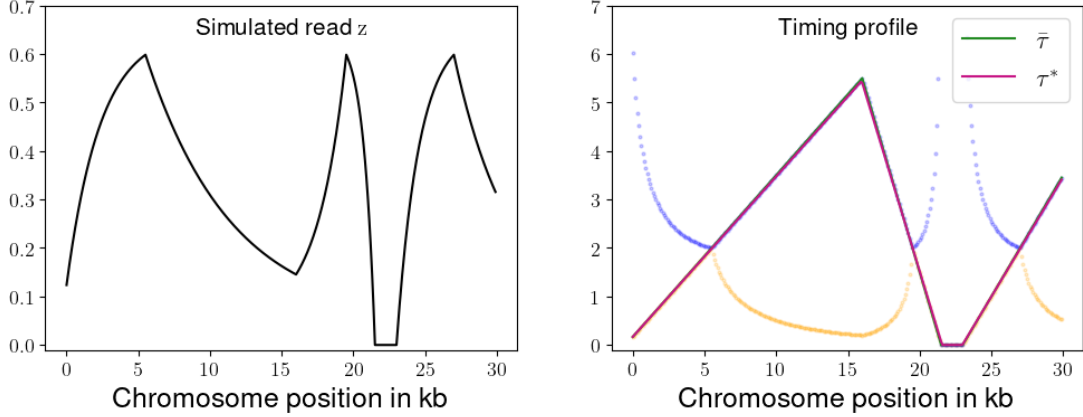 Simulated read z
0.7
0.6
0.5
0.4
0.3
0.2
0.1
0.0
0 5 10 15 20 25 30
Chromosome position in kb
Timing profile
τ̄
τ*
7
6
5
4
3
2
1
0
0 5 10 15 20 25 30
Chromosome position in kb